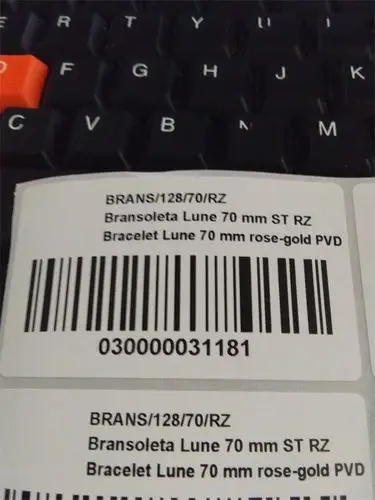 E R T Y U I
D F G H J K
C V B N M
BRANS/128/70/RZ
Bransoleta Lune 70 mm ST RZ
Bracelet Lune 70 mm rose-gold PVD
030000031181
BRANS/128/70/RZ
Bransoleta Lune 70 mm ST RZ
Bracelet Lune 70 mm rose-gold PVD